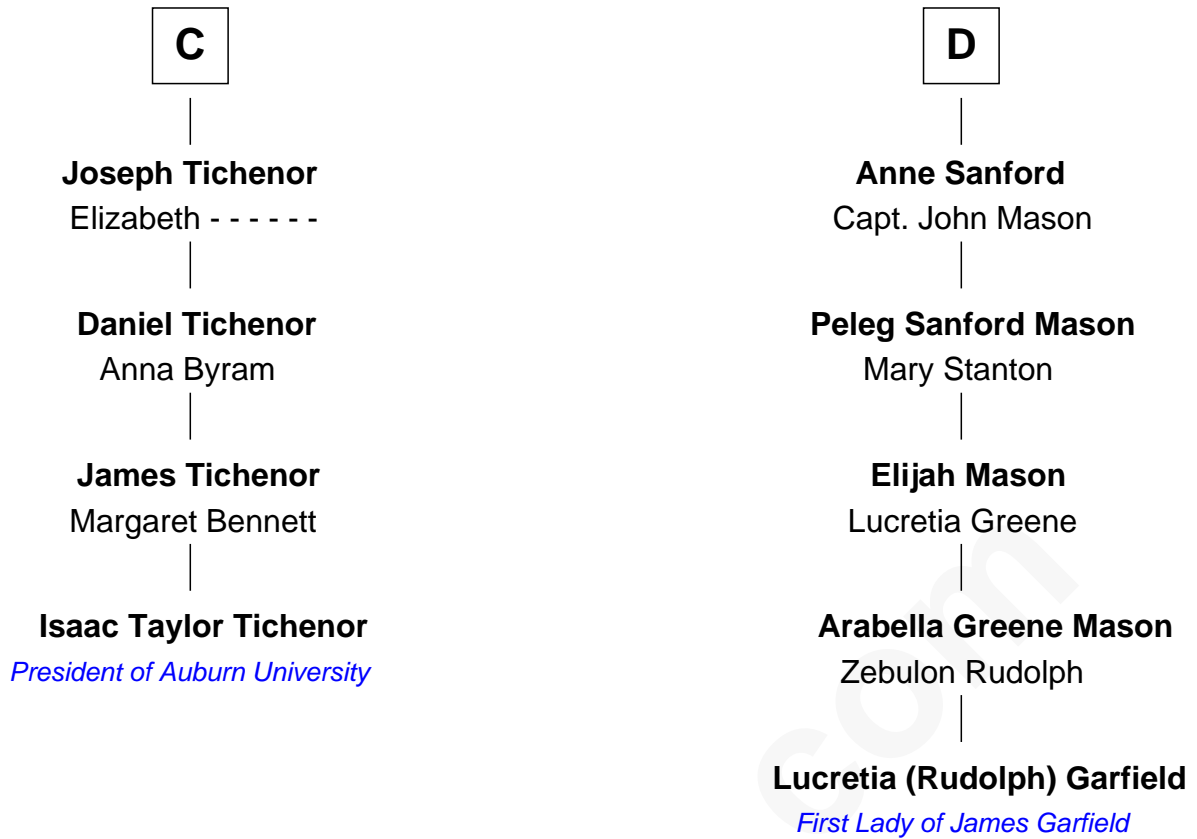 C
Joseph Tichenor
Elizabeth - - - - - -
Daniel Tichenor
Anna Byram
James Tichenor
Margaret Bennett
Isaac Taylor Tichenor
President of Auburn University
D
Anne Sanford
Capt. John Mason
Peleg Sanford Mason
Mary Stanton
Elijah Mason
Lucretia Greene
Arabella Greene Mason
Zebulon Rudolph
Lucretia (Rudolph) Garfield
First Lady of James Garfield
com